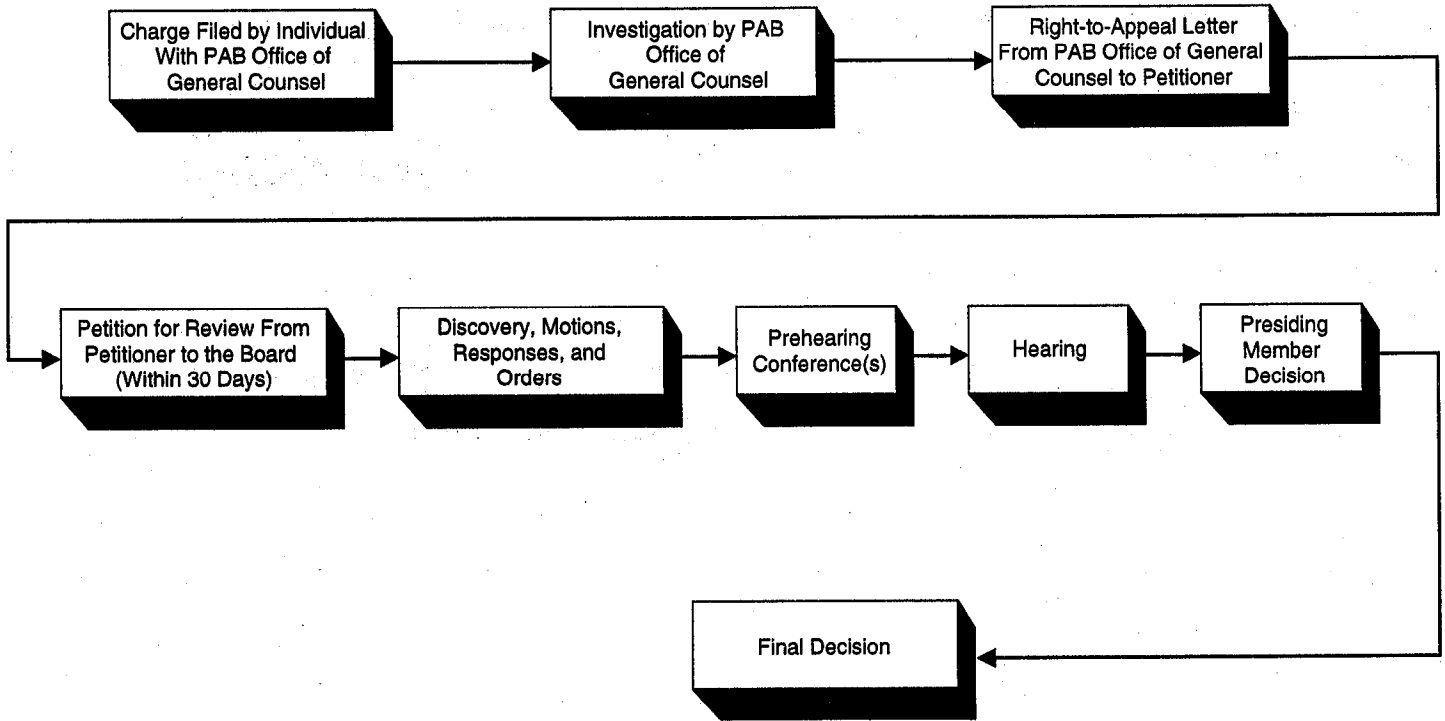 Charge Filed by Individual
With PAB Office of
General Counsel
Investigation by PAB
Office of
General Counsel
Right-to-Appeal Letter
From PAB Office of General
Counsel to Petitioner
Petition for Review From
Petitioner to the Board
(Within 30 Days)
Discovery, Motions,
Responses, and
Orders
Prehearing
Conference(s)
Hearing
Presiding
Member
Decision
Final Decision